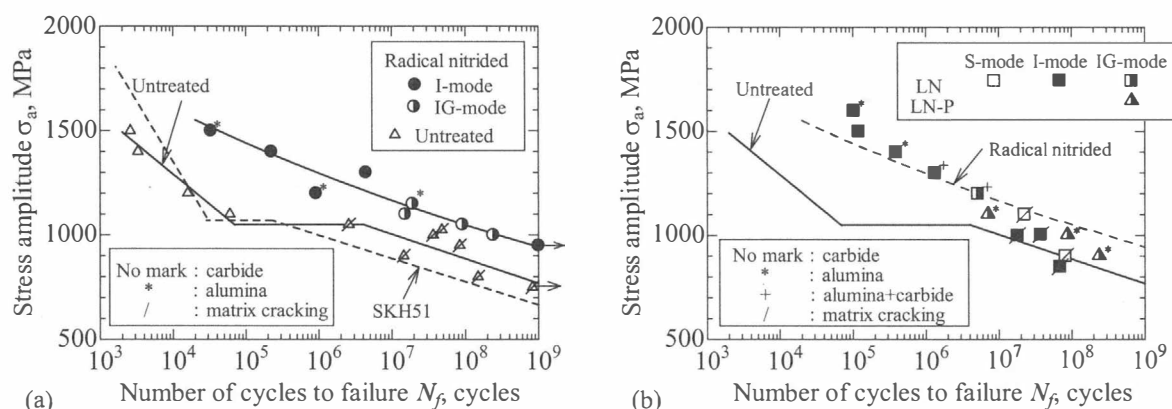 2000
1500
1000
500
Stress amplitude σa, MPa
10^3 10^4 10^5 10^6 10^7 10^8 10^9
Number of cycles to failure Nf, cycles
(a)
Untreated
Radical nitrided
I-mode
IG-mode
Untreated
*
*
*
No mark : carbide
* : alumina
/ : matrix cracking
SKH51
2000
1500
1000
500
Stress amplitude σa, MPa
10^3 10^4 10^5 10^6 10^7 10^8 10^9
Number of cycles to failure Nf, cycles
(b)
S-mode I-mode IG-mode
LN
LN-P
Untreated
Radical nitrided
*
*
+
+
*
*
*
No mark : carbide
* : alumina
+ : alumina+carbide
/ : matrix cracking